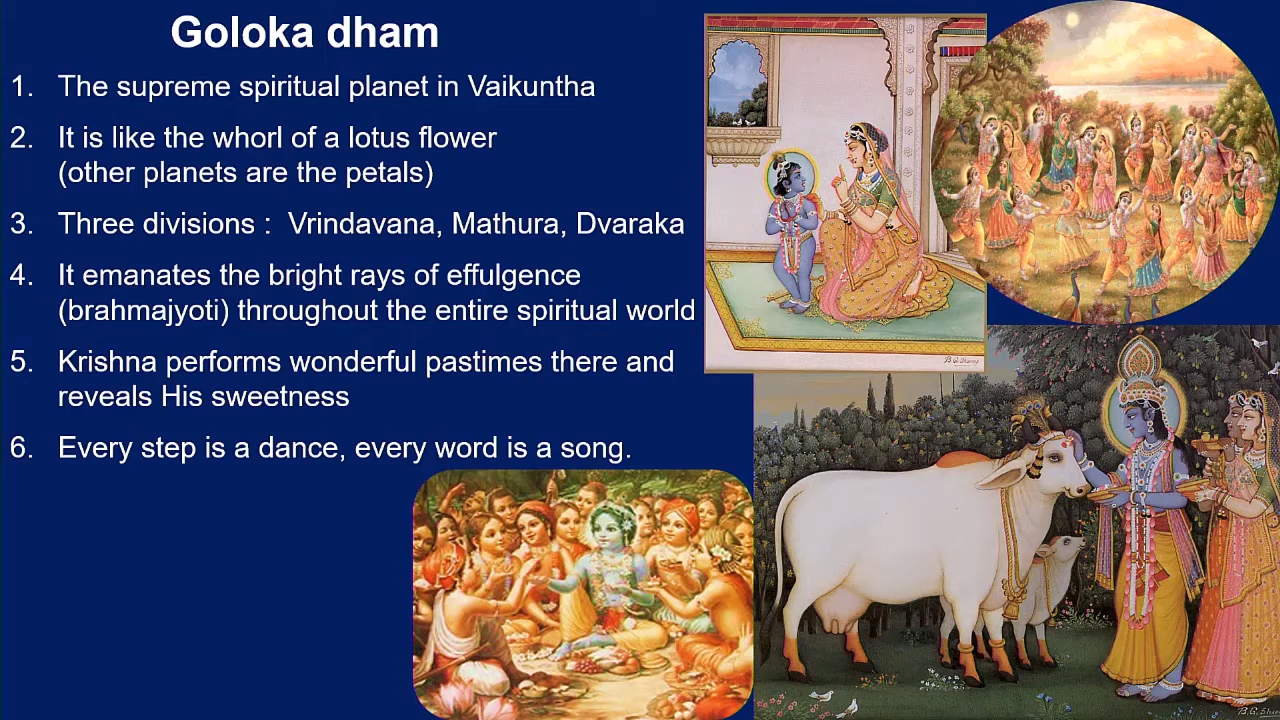 Goloka dham
1. The supreme spiritual planet in Vaikuntha
2. It is like the whorl of a lotus flower
(other planets are the petals)
3. Three divisions : Vrindavana, Mathura, Dvaraka
4. It emanates the bright rays of effulgence
(brahmajyoti) throughout the entire spiritual world
5. Krishna performs wonderful pastimes there and
reveals His sweetness
6. Every step is a dance, every word is a song.
B.G. Sharma